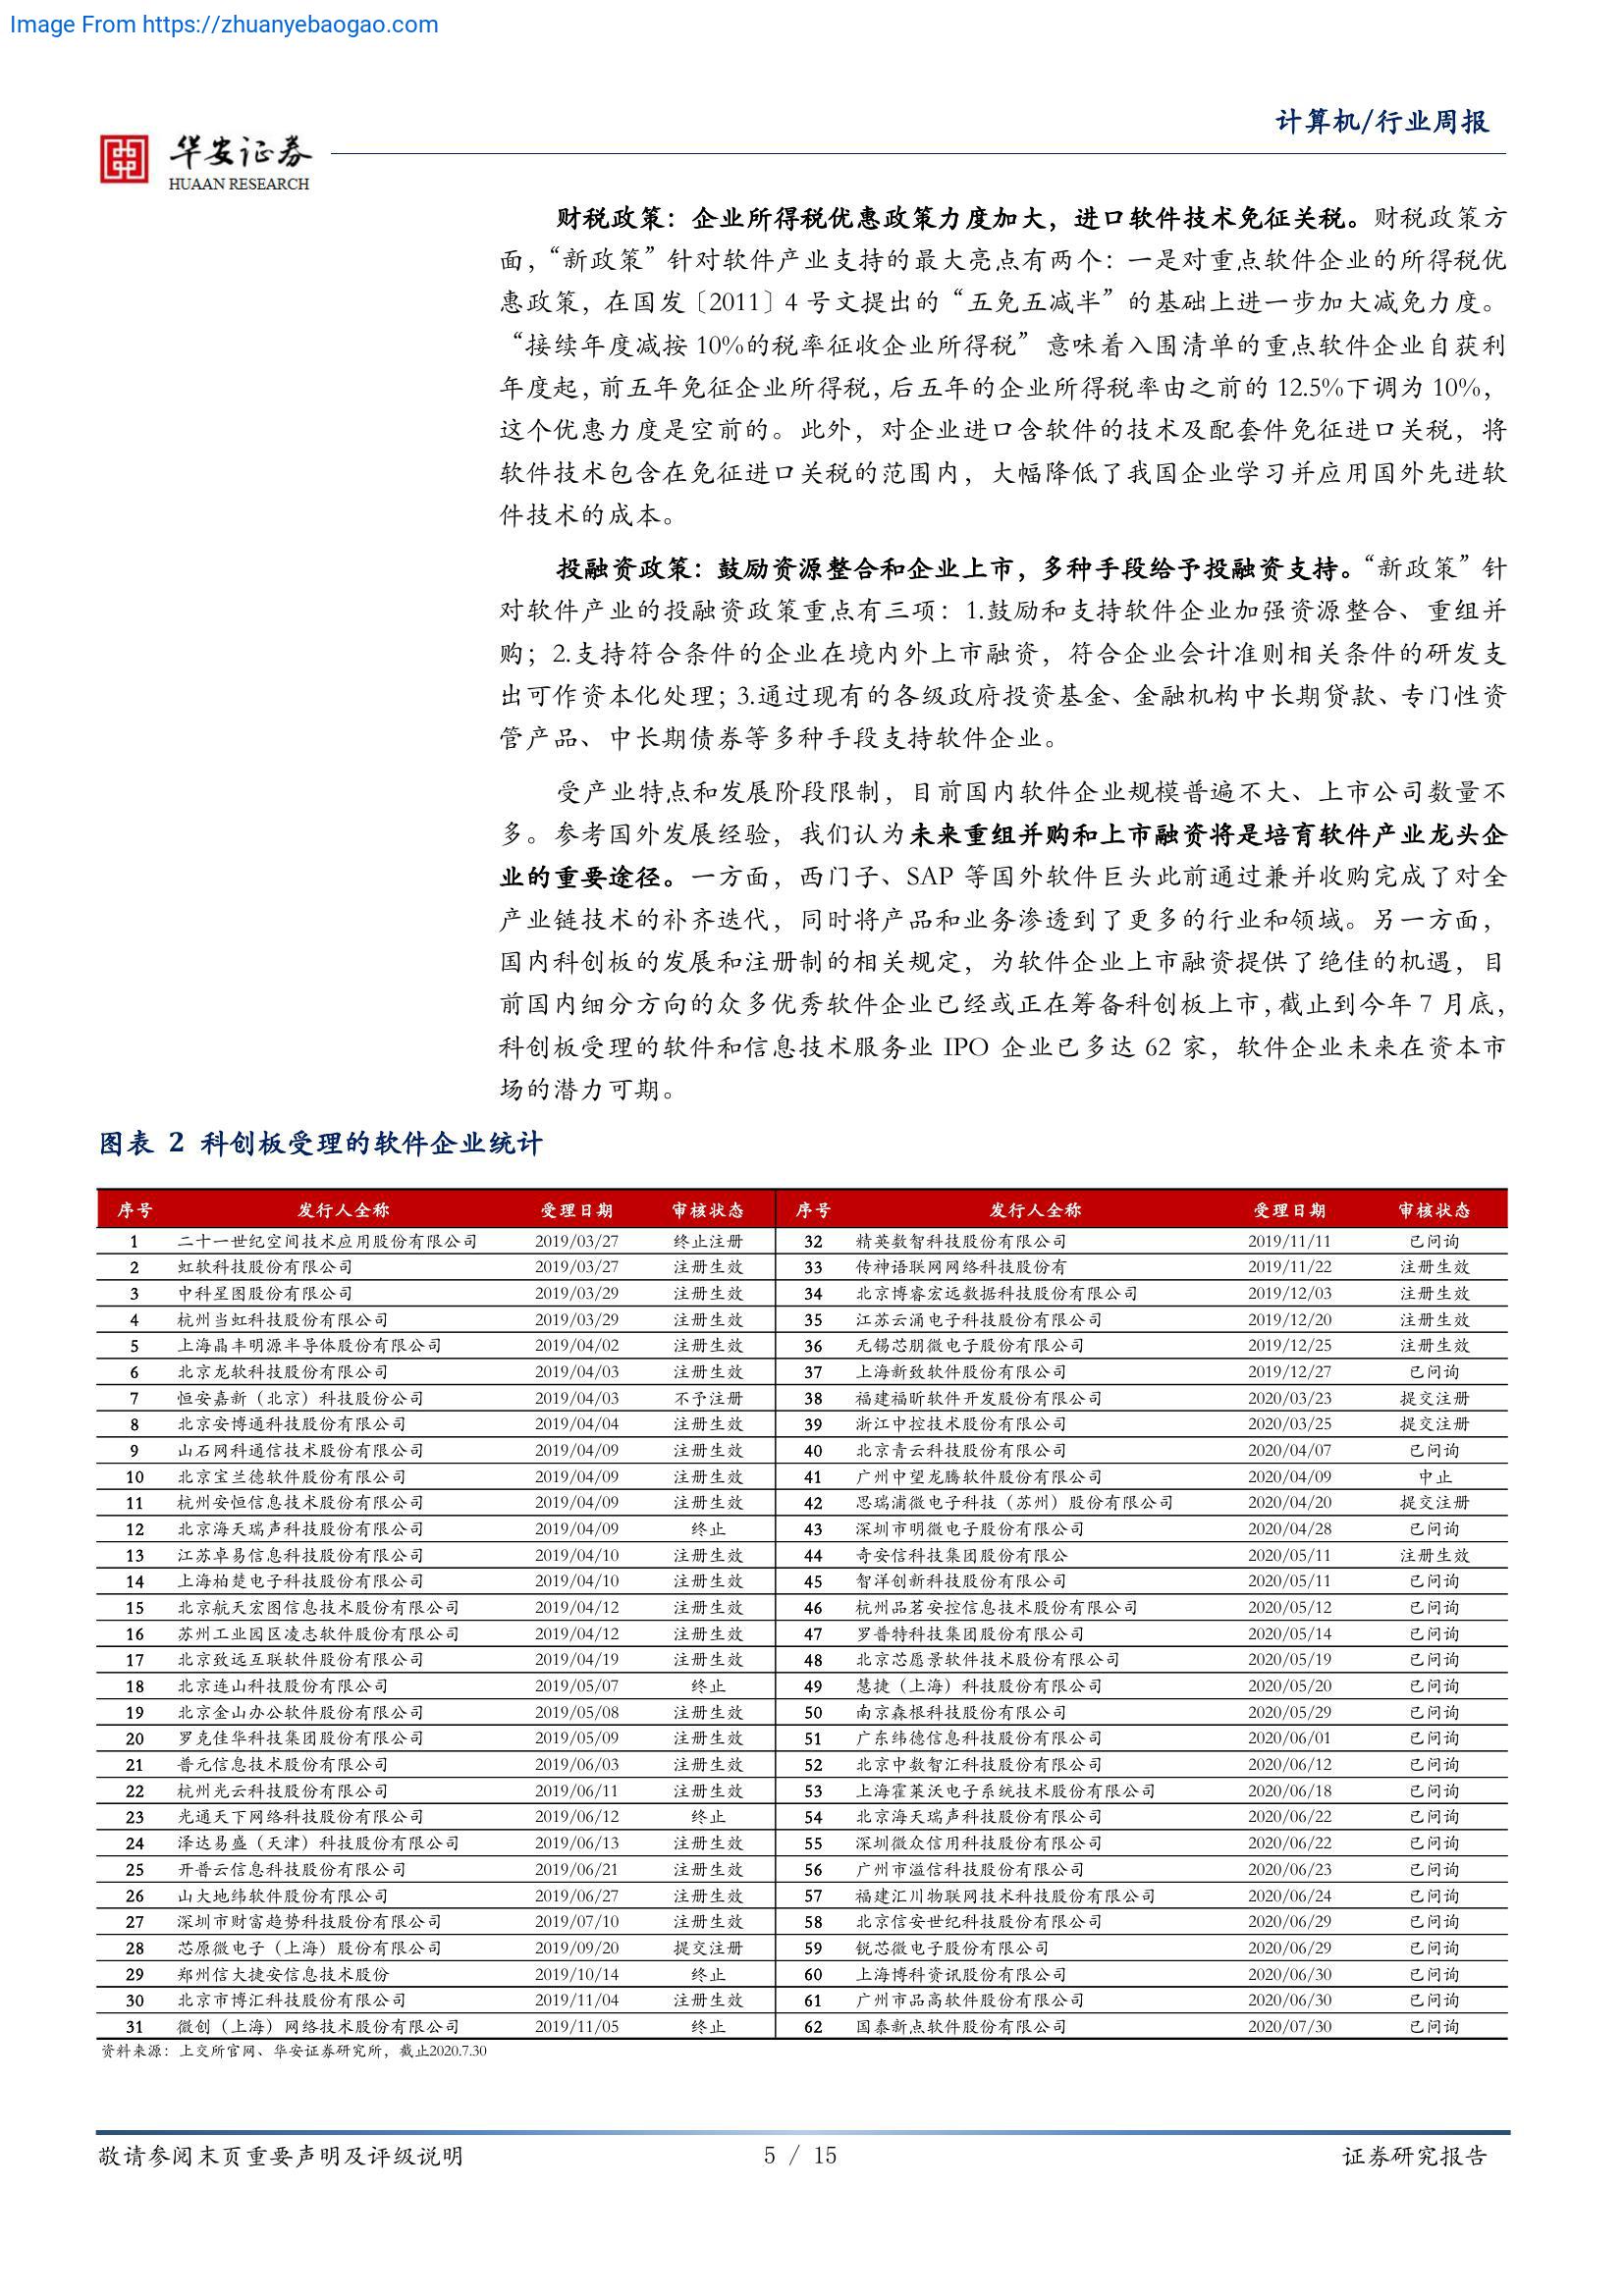 Image From https://zhuanyebaogao.com
计算机/行业周报
华安证券
HUAAN RESEARCH
财税政策：企业所得税优惠政策力度加大，进口软件技术免征关税。财税政策方
面，“新政策”针对软件产业支持的最大亮点有两个：一是对重点软件企业的所得税优
惠政策，在国发〔2011〕4 号文提出的“五免五减半”的基础上进一步加大减免力度。
“接续年度减按 10%的税率征收企业所得税”意味着入围清单的重点软件企业自获利
年度起，前五年免征企业所得税，后五年的企业所得税率由之前的 12.5%下调为 10%，
这个优惠力度是空前的。此外，对企业进口含软件的技术及配套件免征进口关税，将
软件技术包含在免征进口关税的范围内，大幅降低了我国企业学习并应用国外先进软
件技术的成本。
投融资政策：鼓励资源整合和企业上市，多种手段给予投融资支持。“新政策”针
对软件产业的投融资政策重点有三项：1.鼓励和支持软件企业加强资源整合、重组并
购；2.支持符合条件的企业在境内外上市融资，符合企业会计准则相关条件的研发支
出可作资本化处理；3.通过现有的各级政府投资基金、金融机构中长期贷款、专门性资
管产品、中长期债券等多种手段支持软件企业。
受产业特点和发展阶段限制，目前国内软件企业规模普遍不大、上市公司数量不
多。参考国外发展经验，我们认为未来重组并购和上市融资将是培育软件产业龙头企
业的重要途径。一方面，西门子、SAP 等国外软件巨头此前通过兼并收购完成了对全
产业链技术的补齐迭代，同时将产品和业务渗透到了更多的行业和领域。另一方面，
国内科创板的发展和注册制的相关规定，为软件企业上市融资提供了绝佳的机遇，目
前国内细分方向的众多优秀软件企业已经或正在筹备科创板上市，截止到今年 7 月底，
科创板受理的软件和信息技术服务业 IPO 企业已多达 62 家，软件企业未来在资本市
场的潜力可期。
图表 2 科创板受理的软件企业统计
序号 发行人全称 受理日期 审核状态 序号 发行人全称 受理日期 审核状态
1 二十一世纪空间技术应用股份有限公司 2019/03/27 终止注册 32 精英数智科技股份有限公司 2019/11/11 已问询
2 虹软科技股份有限公司 2019/03/27 注册生效 33 传神语联网网络科技股份有 2019/11/22 注册生效
3 中科星图股份有限公司 2019/03/29 注册生效 34 北京博睿宏远数据科技股份有限公司 2019/12/03 注册生效
4 杭州当虹科技股份有限公司 2019/03/29 注册生效 35 江苏云涌电子科技股份有限公司 2019/12/20 注册生效
5 上海晶丰明源半导体股份有限公司 2019/04/02 注册生效 36 无锡芯朋微电子股份有限公司 2019/12/25 注册生效
6 北京龙软科技股份有限公司 2019/04/03 注册生效 37 上海新致软件股份有限公司 2019/12/27 已问询
7 恒安嘉新（北京）科技股份公司 2019/04/03 不予注册 38 福建福昕软件开发股份有限公司 2020/03/23 提交注册
8 北京安博通科技股份有限公司 2019/04/04 注册生效 39 浙江中控技术股份有限公司 2020/03/25 提交注册
9 山石网科通信技术股份有限公司 2019/04/09 注册生效 40 北京青云科技股份有限公司 2020/04/07 已问询
10 北京宝兰德软件股份有限公司 2019/04/09 注册生效 41 广州中望龙腾软件股份有限公司 2020/04/09 中止
11 杭州安恒信息技术股份有限公司 2019/04/09 注册生效 42 思瑞浦微电子科技（苏州）股份有限公司 2020/04/20 提交注册
12 北京海天瑞声科技股份有限公司 2019/04/09 终止 43 深圳市明微电子股份有限公司 2020/04/28 已问询
13 江苏卓易信息科技股份有限公司 2019/04/10 注册生效 44 奇安信科技集团股份有限公 2020/05/11 注册生效
14 上海柏楚电子科技股份有限公司 2019/04/10 注册生效 45 智洋创新科技股份有限公司 2020/05/11 已问询
15 北京航天宏图信息技术股份有限公司 2019/04/12 注册生效 46 杭州品茗安控信息技术股份有限公司 2020/05/12 已问询
16 苏州工业园区凌志软件股份有限公司 2019/04/12 注册生效 47 罗普特科技集团股份有限公司 2020/05/14 已问询
17 北京致远互联软件股份有限公司 2019/04/19 注册生效 48 北京芯愿景软件技术股份有限公司 2020/05/19 已问询
18 北京连山科技股份有限公司 2019/05/07 终止 49 慧捷（上海）科技股份有限公司 2020/05/20 已问询
19 北京金山办公软件股份有限公司 2019/05/08 注册生效 50 南京森根科技股份有限公司 2020/05/29 已问询
20 罗克佳华科技集团股份有限公司 2019/05/09 注册生效 51 广东纬德信息科技股份有限公司 2020/06/01 已问询
21 普元信息技术股份有限公司 2019/06/03 注册生效 52 北京中数智汇科技股份有限公司 2020/06/12 已问询
22 杭州光云科技股份有限公司 2019/06/11 注册生效 53 上海霍莱沃电子系统技术股份有限公司 2020/06/18 已问询
23 光通天下网络科技股份有限公司 2019/06/12 终止 54 北京海天瑞声科技股份有限公司 2020/06/22 已问询
24 泽达易盛（天津）科技股份有限公司 2019/06/13 注册生效 55 深圳微众信用科技股份有限公司 2020/06/22 已问询
25 开普云信息科技股份有限公司 2019/06/21 注册生效 56 广州市溢信科技股份有限公司 2020/06/23 已问询
26 山大地纬软件股份有限公司 2019/06/27 注册生效 57 福建汇川物联网技术科技股份有限公司 2020/06/24 已问询
27 深圳市财富趋势科技股份有限公司 2019/07/10 注册生效 58 北京信安世纪科技股份有限公司 2020/06/29 已问询
28 芯原微电子（上海）股份有限公司 2019/09/20 提交注册 59 锐芯微电子股份有限公司 2020/06/29 已问询
29 郑州信大捷安信息技术股份 2019/10/14 终止 60 上海博科资讯股份有限公司 2020/06/30 已问询
30 北京市博汇科技股份有限公司 2019/11/04 注册生效 61 广州市品高软件股份有限公司 2020/06/30 已问询
31 微创（上海）网络技术股份有限公司 2019/11/05 终止 62 国泰新点软件股份有限公司 2020/07/30 已问询
资料来源：上交所官网、华安证券研究所，截止2020.7.30
敬请参阅末页重要声明及评级说明 5 / 15 证券研究报告